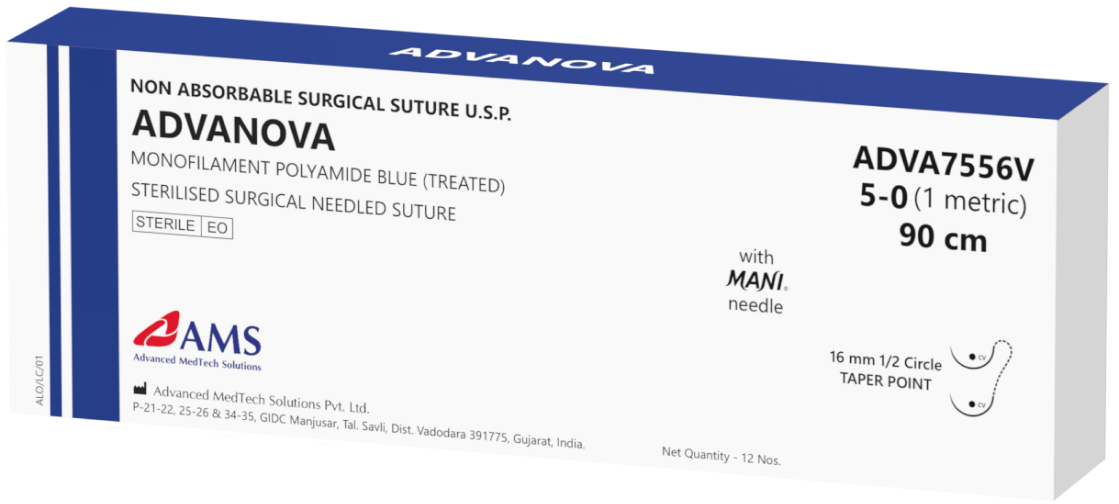 ADVANOVA
NON ABSORBABLE SURGICAL SUTURE U.S.P.
ADVANOVA
MONOFILAMENT POLYAMIDE BLUE (TREATED)
STERILISED SURGICAL NEEDLED SUTURE
STERILE EO
ADVA7556V
5-0 (1 metric)
90 cm
with
MANI®
needle
16 mm 1/2 Circle
TAPER POINT
CV
CV
AMS
Advanced MedTech Solutions
Advanced MedTech Solutions Pvt. Ltd.
P-21-22, 25-26 & 34-35, GIDC Manjusar, Tal. Savli, Dist. Vadodara 391775, Gujarat, India.
Net Quantity - 12 Nos.
ALO/LC/01